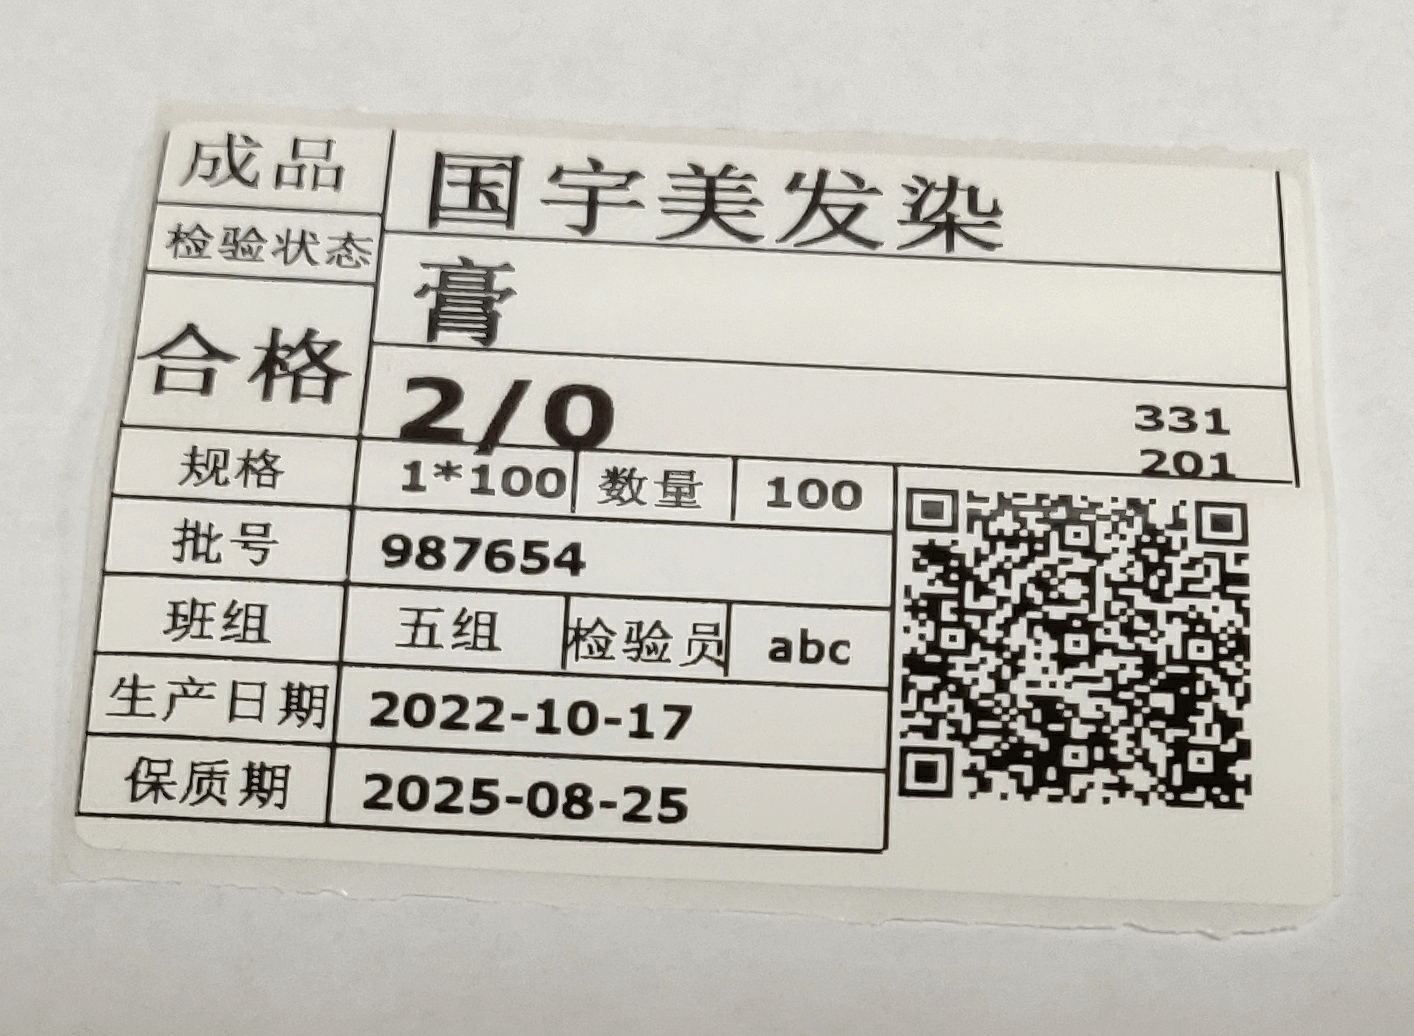 成品
国宇美发染
检验状态
膏
合格
2/0
331
201
规格 1*100 数量 100
批号 987654
班组 五组 检验员 abc
生产日期 2022-10-17
保质期 2025-08-25